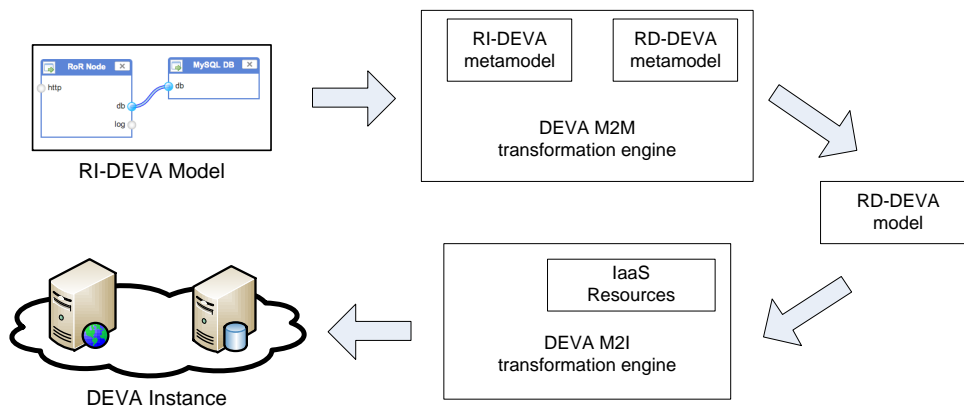 RoR Node
http
db
log
MySQL DB
db
RI-DEVA Model
RI-DEVA
metamodel
RD-DEVA
metamodel
DEVA M2M
transformation engine
RD-DEVA
model
IaaS
Resources
DEVA M2I
transformation engine
DEVA Instance